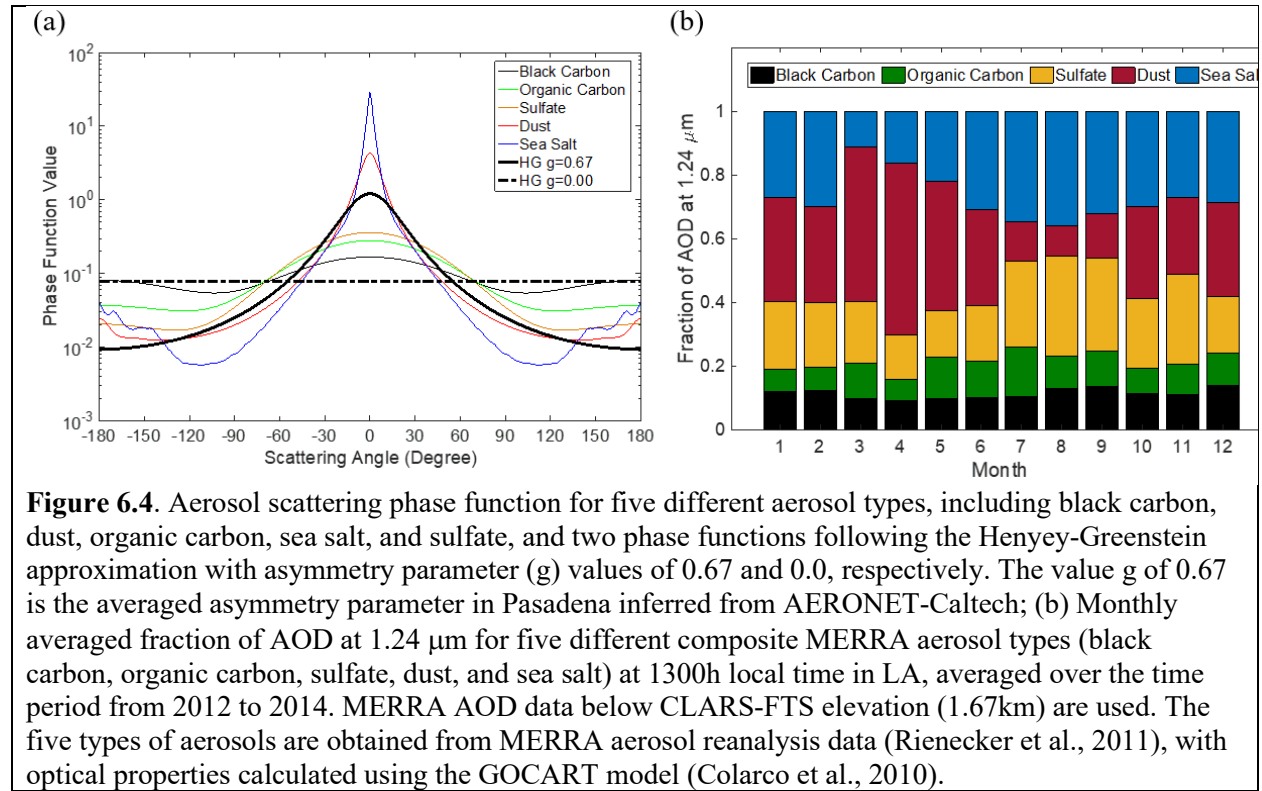 (a)
(b)
10²
10¹
10⁰
10⁻¹
10⁻²
10⁻³
Phase Function Value
Black Carbon
Organic Carbon
Sulfate
Dust
Sea Salt
HG g=0.67
HG g=0.00
-180 -150 -120 -90 -60 -30 0 30 60 90 120 150 180
Scattering Angle (Degree)
Black Carbon Organic Carbon Sulfate Dust Sea Sal
1
0.8
0.6
0.4
0.2
0
Fraction of AOD at 1.24 μm
1 2 3 4 5 6 7 8 9 10 11 12
Month
Figure 6.4. Aerosol scattering phase function for five different aerosol types, including black carbon,
dust, organic carbon, sea salt, and sulfate, and two phase functions following the Henyey-Greenstein
approximation with asymmetry parameter (g) values of 0.67 and 0.0, respectively. The value g of 0.67
is the averaged asymmetry parameter in Pasadena inferred from AERONET-Caltech; (b) Monthly
averaged fraction of AOD at 1.24 μm for five different composite MERRA aerosol types (black
carbon, organic carbon, sulfate, dust, and sea salt) at 1300h local time in LA, averaged over the time
period from 2012 to 2014. MERRA AOD data below CLARS-FTS elevation (1.67km) are used. The
five types of aerosols are obtained from MERRA aerosol reanalysis data (Rienecker et al., 2011), with
optical properties calculated using the GOCART model (Colarco et al., 2010).